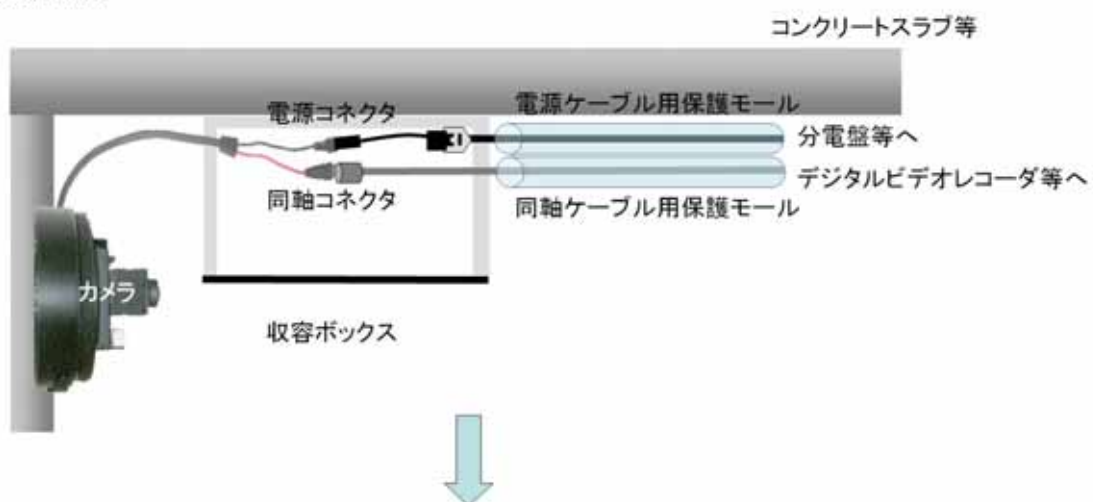 コンクリートスラブ等
電源コネクタ
電源ケーブル用保護モール
分電盤等へ
デジタルビデオレコーダ等へ
同軸コネクタ
同軸ケーブル用保護モール
カメラ
収容ボックス